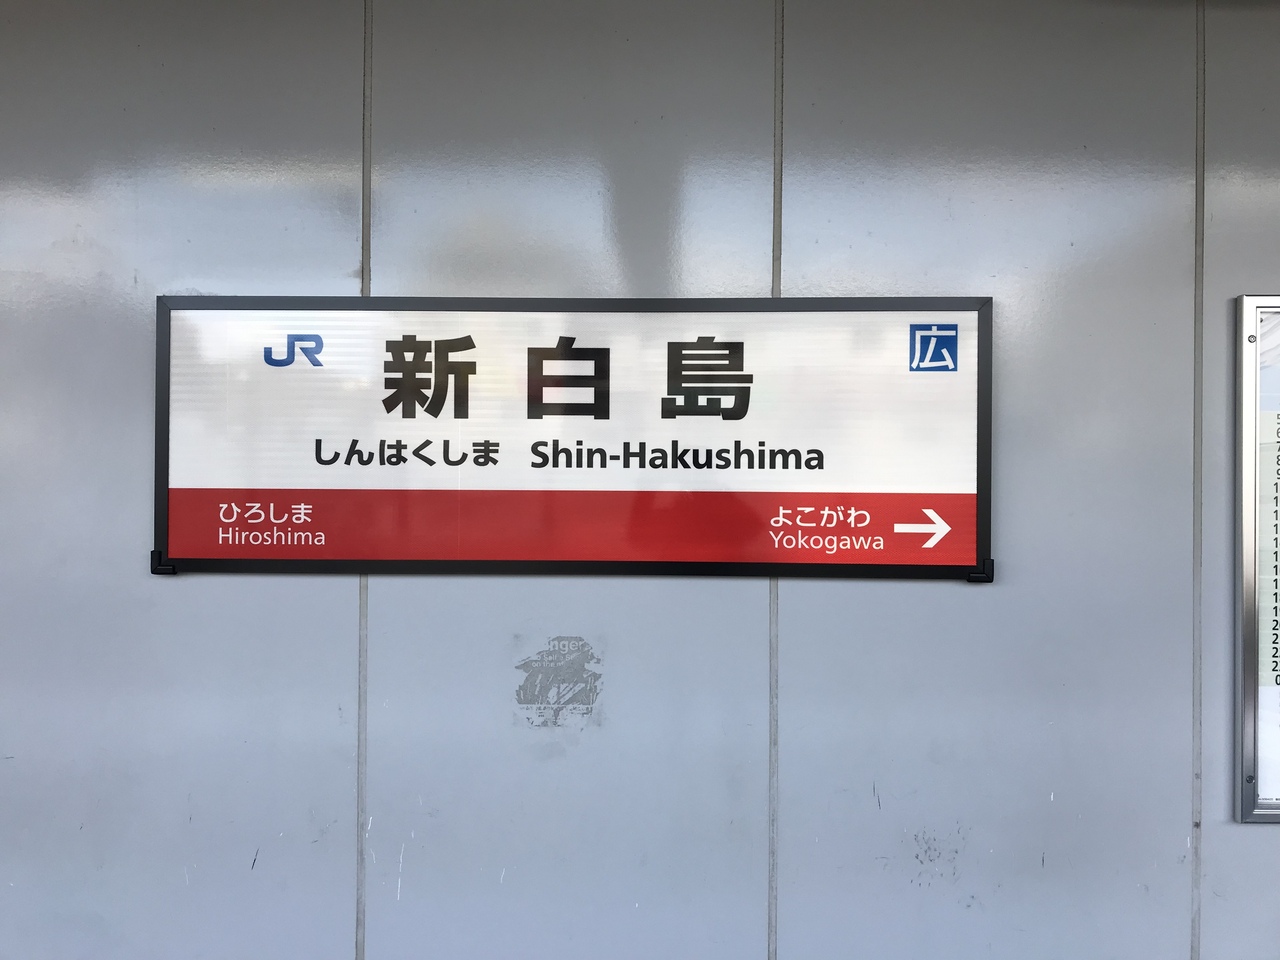 JR
新白島
広
しんはくしま Shin-Hakushima
ひろしま
Hiroshima
よこがわ
Yokogawa